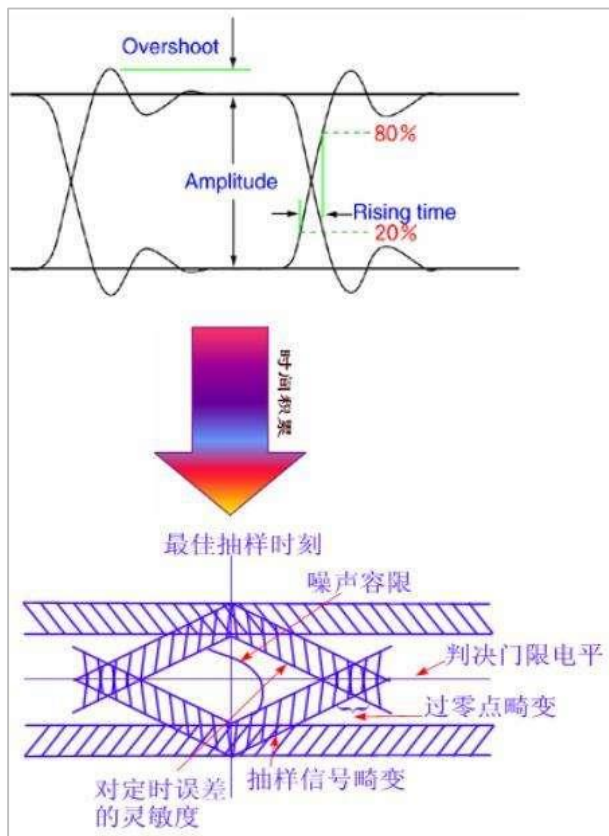 Overshoot
80%
Amplitude
Rising time
20%
时间积累
最佳抽样时刻
噪声容限
判决门限电平
过零点畸变
对定时误差
的灵敏度
抽样信号畸变